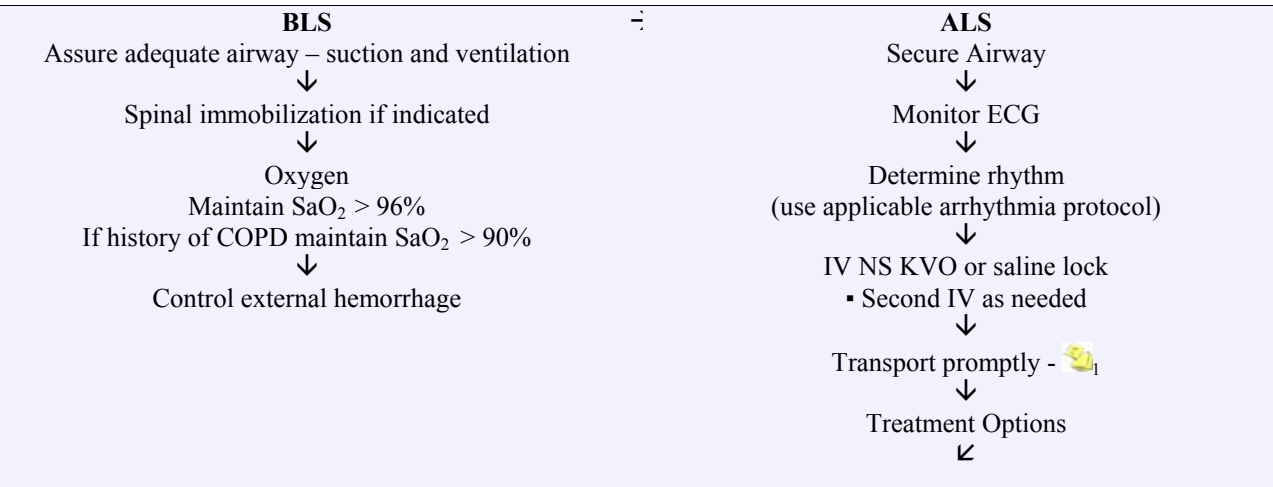 BLS
Assure adequate airway – suction and ventilation
↓
Spinal immobilization if indicated
↓
Oxygen
Maintain SaO₂ > 96%
If history of COPD maintain SaO₂ > 90%
↓
Control external hemorrhage
→
ALS
Secure Airway
↓
Monitor ECG
↓
Determine rhythm
(use applicable arrhythmia protocol)
↓
IV NS KVO or saline lock
▪ Second IV as needed
↓
Transport promptly - 1
↓
Treatment Options
↙